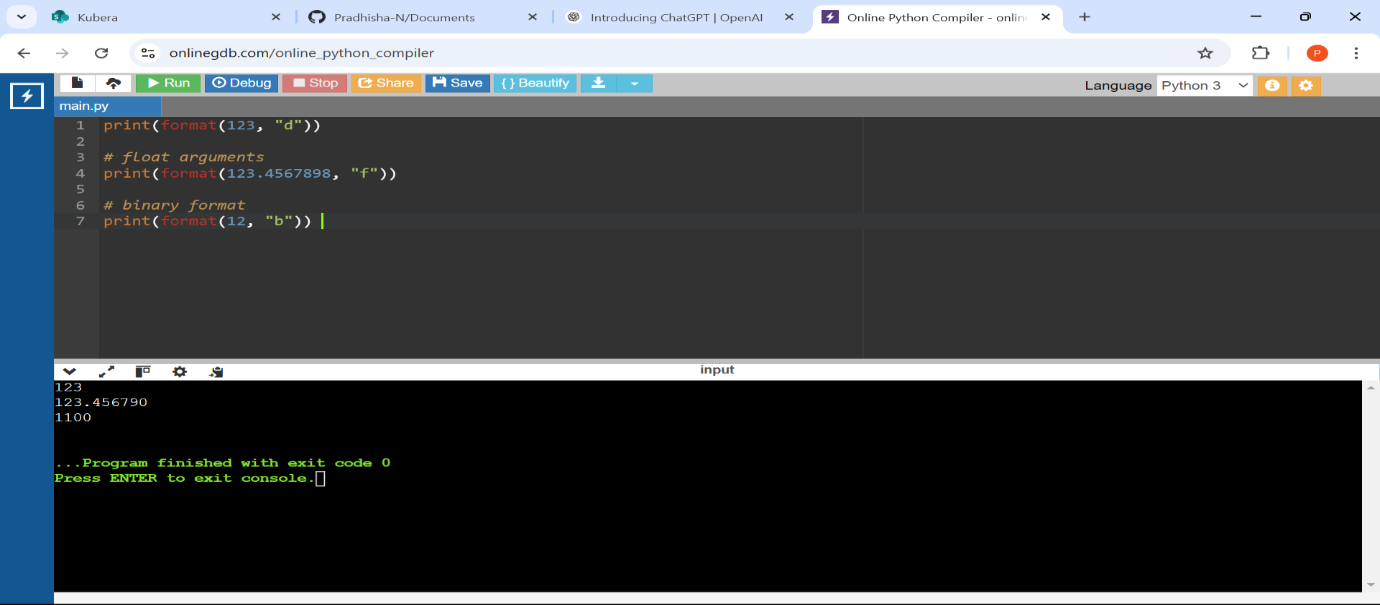 Kubera
Pradhisha-N/Documents
Introducing ChatGPT | OpenAI
Online Python Compiler - onlin
onlinegdb.com/online_python_compiler
P
Run Debug Stop Share Save { } Beautify
Language Python 3
main.py
1 print(format(123, "d"))
2
3 # float arguments
4 print(format(123.4567898, "f"))
5
6 # binary format
7 print(format(12, "b"))
input
123
123.456790
1100
...Program finished with exit code 0
Press ENTER to exit console.